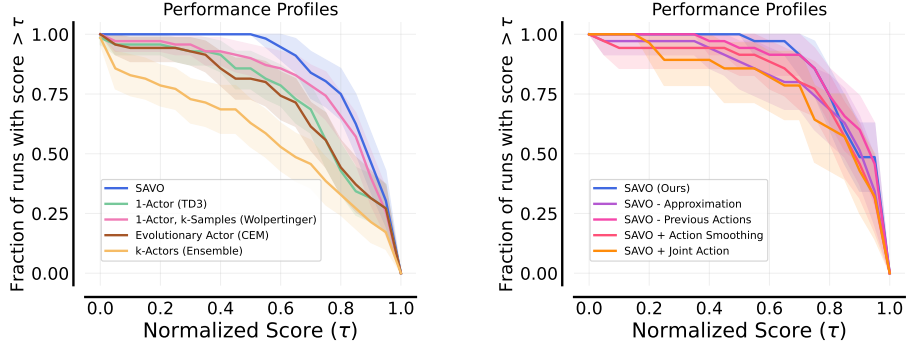 Performance Profiles
Fraction of runs with score > τ
1.00
0.75
0.50
0.25
0.00
SAVO
1-Actor (TD3)
1-Actor, k-Samples (Wolpertinger)
Evolutionary Actor (CEM)
k-Actors (Ensemble)
0.0 0.2 0.4 0.6 0.8 1.0
Normalized Score (τ)
Performance Profiles
Fraction of runs with score > τ
1.00
0.75
0.50
0.25
0.00
SAVO (Ours)
SAVO - Approximation
SAVO - Previous Actions
SAVO + Action Smoothing
SAVO + Joint Action
0.0 0.2 0.4 0.6 0.8 1.0
Normalized Score (τ)